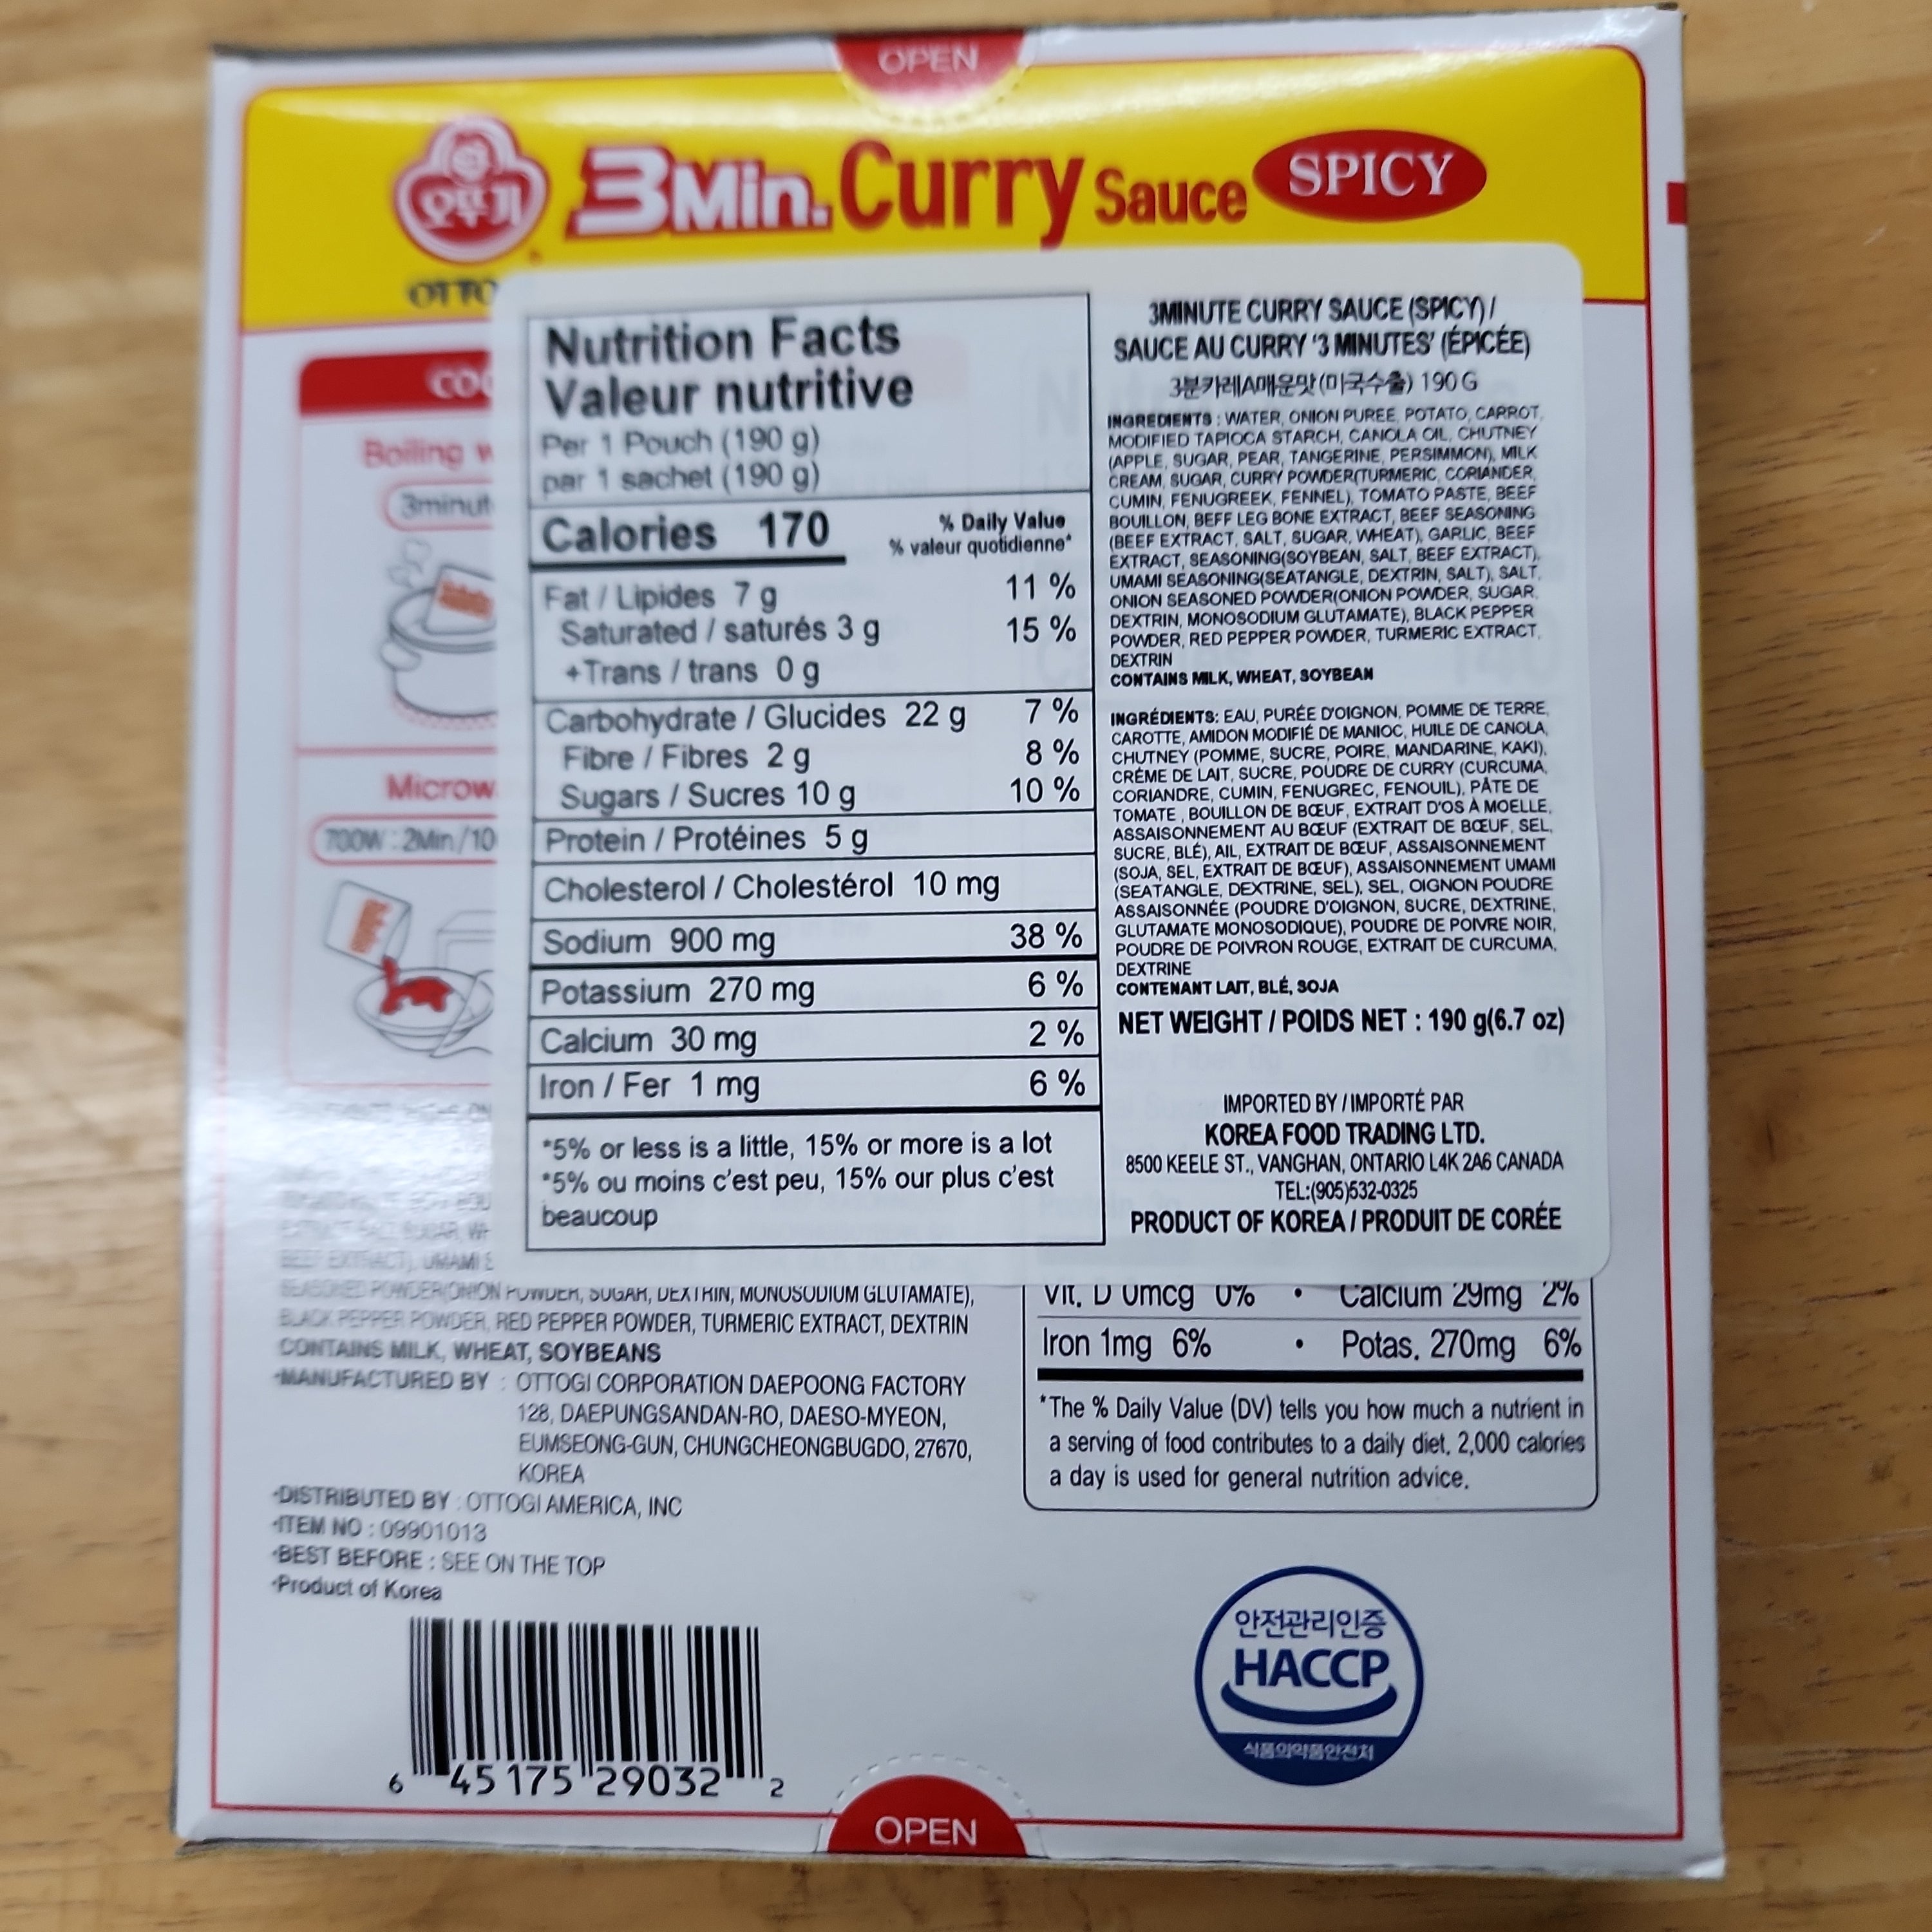 OPEN
오뚜기
3Min. Curry Sauce SPICY
OTTO
COO
Boiling w
3minut
Microw
700W : 2Min/10
Nutrition Facts
Valeur nutritive
Per 1 Pouch (190 g)
par 1 sachet (190 g)
Calories 170
% Daily Value
% valeur quotidienne*
Fat / Lipides 7 g 11 %
Saturated / saturés 3 g 15 %
+Trans / trans 0 g
Carbohydrate / Glucides 22 g 7 %
Fibre / Fibres 2 g 8 %
Sugars / Sucres 10 g 10 %
Protein / Protéines 5 g
Cholesterol / Cholestérol 10 mg
Sodium 900 mg 38 %
Potassium 270 mg 6 %
Calcium 30 mg 2 %
Iron / Fer 1 mg 6 %
*5% or less is a little, 15% or more is a lot
*5% ou moins c'est peu, 15% our plus c'est
beaucoup
3MINUTE CURRY SAUCE (SPICY) /
SAUCE AU CURRY '3 MINUTES' (ÉPICÉE)
3분카레A매운맛(미국수출) 190 G
INGREDIENTS : WATER, ONION PUREE, POTATO, CARROT,
MODIFIED TAPIOCA STARCH, CANOLA OIL, CHUTNEY
(APPLE, SUGAR, PEAR, TANGERINE, PERSIMMON), MILK
CREAM, SUGAR, CURRY POWDER(TURMERIC, CORIANDER,
CUMIN, FENUGREEK, FENNEL), TOMATO PASTE, BEEF
BOUILLON, BEFF LEG BONE EXTRACT, BEEF SEASONING
(BEEF EXTRACT, SALT, SUGAR, WHEAT), GARLIC, BEEF
EXTRACT, SEASONING(SOYBEAN, SALT, BEEF EXTRACT),
UMAMI SEASONING(SEATANGLE, DEXTRIN, SALT), SALT,
ONION SEASONED POWDER(ONION POWDER, SUGAR,
DEXTRIN, MONOSODIUM GLUTAMATE), BLACK PEPPER
POWDER, RED PEPPER POWDER, TURMERIC EXTRACT,
DEXTRIN
CONTAINS MILK, WHEAT, SOYBEAN
INGRÉDIENTS: EAU, PURÉE D'OIGNON, POMME DE TERRE,
CAROTTE, AMIDON MODIFIÉ DE MANIOC, HUILE DE CANOLA,
CHUTNEY (POMME, SUCRE, POIRE, MANDARINE, KAKI),
CRÉME DE LAIT, SUCRE, POUDRE DE CURRY (CURCUMA,
CORIANDRE, CUMIN, FENUGREC, FENOUIL), PÂTE DE
TOMATE , BOUILLON DE BŒUF, EXTRAIT D'OS À MOELLE,
ASSAISONNEMENT AU BŒUF (EXTRAIT DE BŒUF, SEL,
SUCRE, BLÉ), AIL, EXTRAIT DE BŒUF, ASSAISONNEMENT
(SOJA, SEL, EXTRAIT DE BŒUF), ASSAISONNEMENT UMAMI
(SEATANGLE, DEXTRINE, SEL), SEL, OIGNON POUDRE
ASSAISONNÉE (POUDRE D'OIGNON, SUCRE, DEXTRINE,
GLUTAMATE MONOSODIQUE), POUDRE DE POIVRE NOIR,
POUDRE DE POIVRON ROUGE, EXTRAIT DE CURCUMA,
DEXTRINE
CONTENANT LAIT, BLÉ, SOJA
NET WEIGHT / POIDS NET : 190 g(6.7 oz)
IMPORTED BY / IMPORTÉ PAR
KOREA FOOD TRADING LTD.
8500 KEELE ST., VANGHAN, ONTARIO L4K 2A6 CANADA
TEL:(905)532-0325
PRODUCT OF KOREA / PRODUIT DE CORÉE
BEEF EXTRACT), UMAMI S
SEASONED POWDER(ONION POWDER, SUGAR, DEXTRIN, MONOSODIUM GLUTAMATE),
BLACK PEPPER POWDER, RED PEPPER POWDER, TURMERIC EXTRACT, DEXTRIN
CONTAINS MILK, WHEAT, SOYBEANS
•MANUFACTURED BY : OTTOGI CORPORATION DAEPOONG FACTORY
128, DAEPUNGSANDAN-RO, DAESO-MYEON,
EUMSEONG-GUN, CHUNGCHEONGBUGDO, 27670,
KOREA
•DISTRIBUTED BY : OTTOGI AMERICA, INC
•ITEM NO : 09901013
•BEST BEFORE : SEE ON THE TOP
•Product of Korea
Vit. D 0mcg 0% • Calcium 29mg 2%
Iron 1mg 6% • Potas. 270mg 6%
*The % Daily Value (DV) tells you how much a nutrient in
a serving of food contributes to a daily diet. 2,000 calories
a day is used for general nutrition advice.
안전관리인증
HACCP
식품의약품안전처
6 45175 29032 2
OPEN